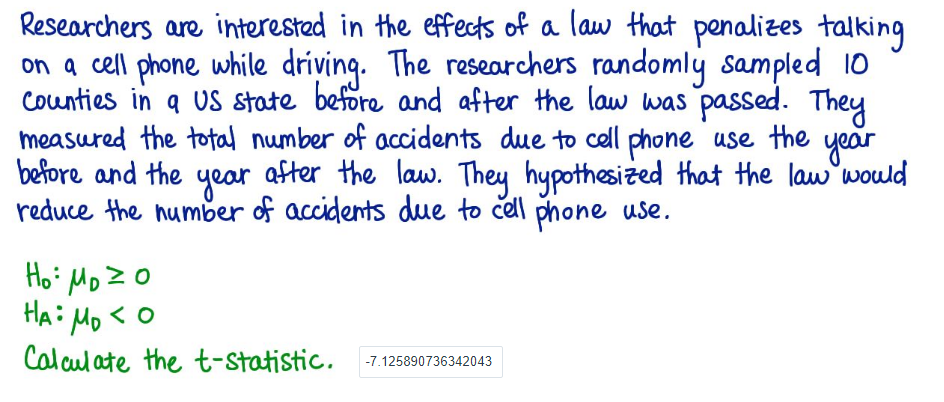 Researchers are interested in the effects of a law that penalizes talking
on a cell phone while driving. The researchers randomly sampled 10
Counties in a US state before and after the law was passed. They
measured the total number of accidents due to cell phone use the year
before and the year after the law. They hypothesized that the law would
reduce the number of accidents due to cell phone use.
H₀: μ_D ≥ 0
H_A: μ_D < 0
Calculate the t-statistic. -7.125890736342043